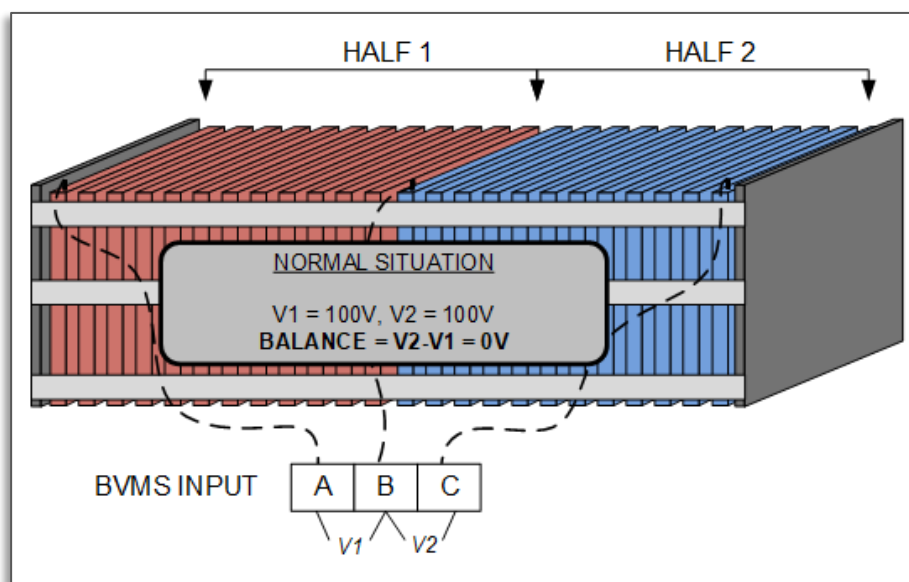 HALF 1 HALF 2
NORMAL SITUATION
V1 = 100V, V2 = 100V
BALANCE = V2-V1 = 0V
BVMS INPUT A B C
V1 V2